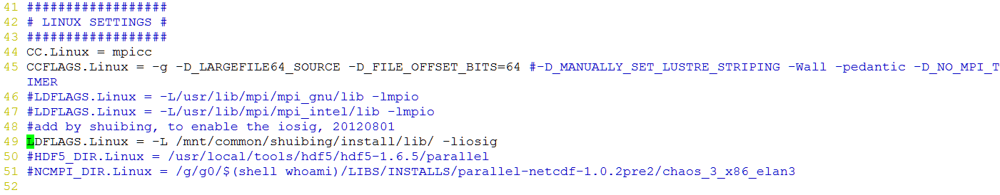 41 ##################
42 # LINUX SETTINGS #
43 ##################
44 CC.Linux = mpicc
45 CCFLAGS.Linux = -g -D_LARGEFILE64_SOURCE -D_FILE_OFFSET_BITS=64 #-D_MANUALLY_SET_LUSTRE_STRIPING -Wall -pedantic -D_NO_MPI_T
IMER
46 #LDFLAGS.Linux = -L/usr/lib/mpi/mpi_gnu/lib -lmpio
47 #LDFLAGS.Linux = -L/usr/lib/mpi/mpi_intel/lib -lmpio
48 #add by shuibing, to enable the iosig, 20120801
49 LDFLAGS.Linux = -L /mnt/common/shuibing/install/lib/ -liosig
50 #HDF5_DIR.Linux = /usr/local/tools/hdf5/hdf5-1.6.5/parallel
51 #NCMPI_DIR.Linux = /g/g0/$(shell whoami)/LIBS/INSTALLS/parallel-netcdf-1.0.2pre2/chaos_3_x86_elan3
52